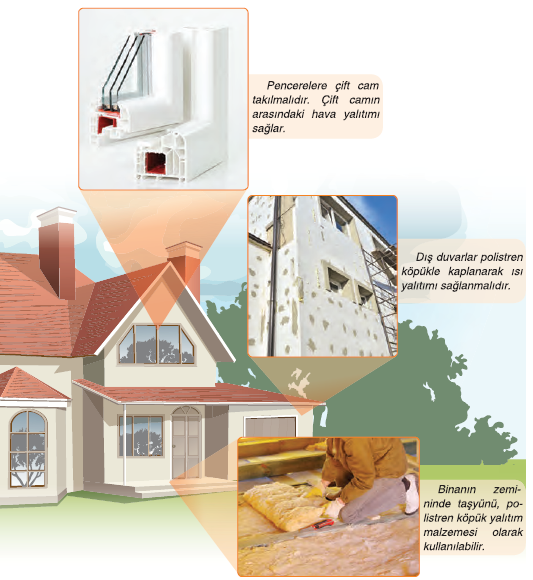 Pencerelere çift cam
takılmalıdır. Çift camın
arasındaki hava yalıtımı
sağlar.
Dış duvarlar polistren
köpükle kaplanarak ısı
yalıtımı sağlanmalıdır.
Binanın zemi-
ninde taşyünü, po-
listren köpük yalıtım
malzemesi olarak
kullanılabilir.